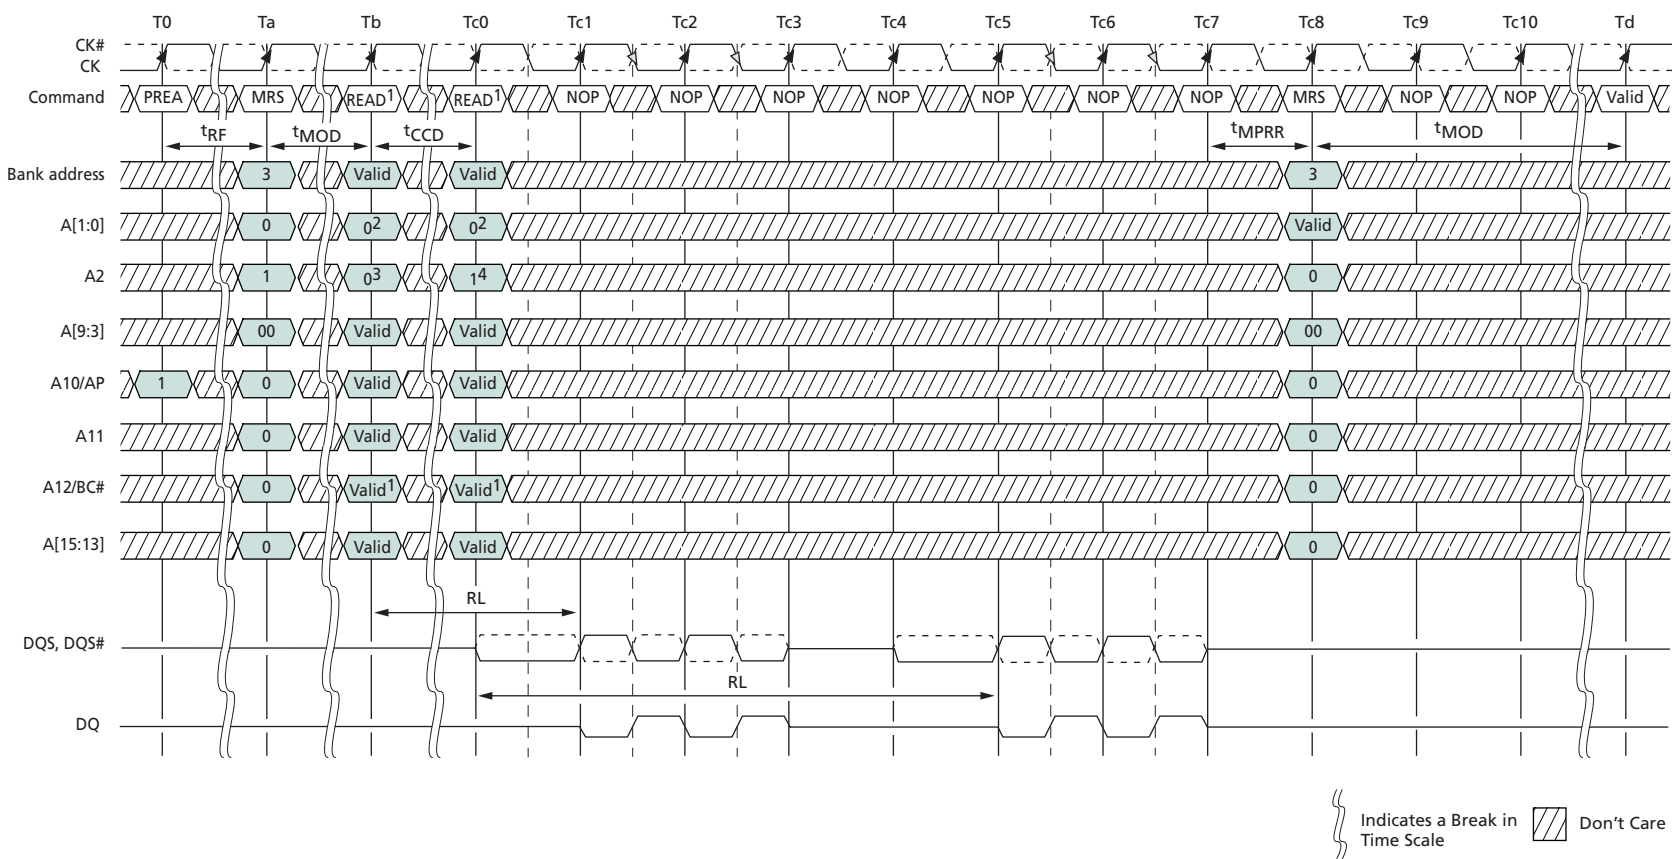 T0 Ta Tb Tc0 Tc1 Tc2 Tc3 Tc4 Tc5 Tc6 Tc7 Tc8 Tc9 Tc10 Td
CK#
CK
Command PREA MRS READ1 READ1 NOP NOP NOP NOP NOP NOP NOP MRS NOP NOP Valid
tRF tMOD tCCD tMPRR tMOD
Bank address 3 Valid Valid 3
A[1:0] 0 02 02 Valid
A2 1 03 14 0
A[9:3] 00 Valid Valid 00
A10/AP 1 0 Valid Valid 0
A11 0 Valid Valid 0
A12/BC# 0 Valid1 Valid1 0
A[15:13] 0 Valid Valid 0
RL
DQS, DQS#
RL
DQ
Indicates a Break in
Time Scale
Don't Care